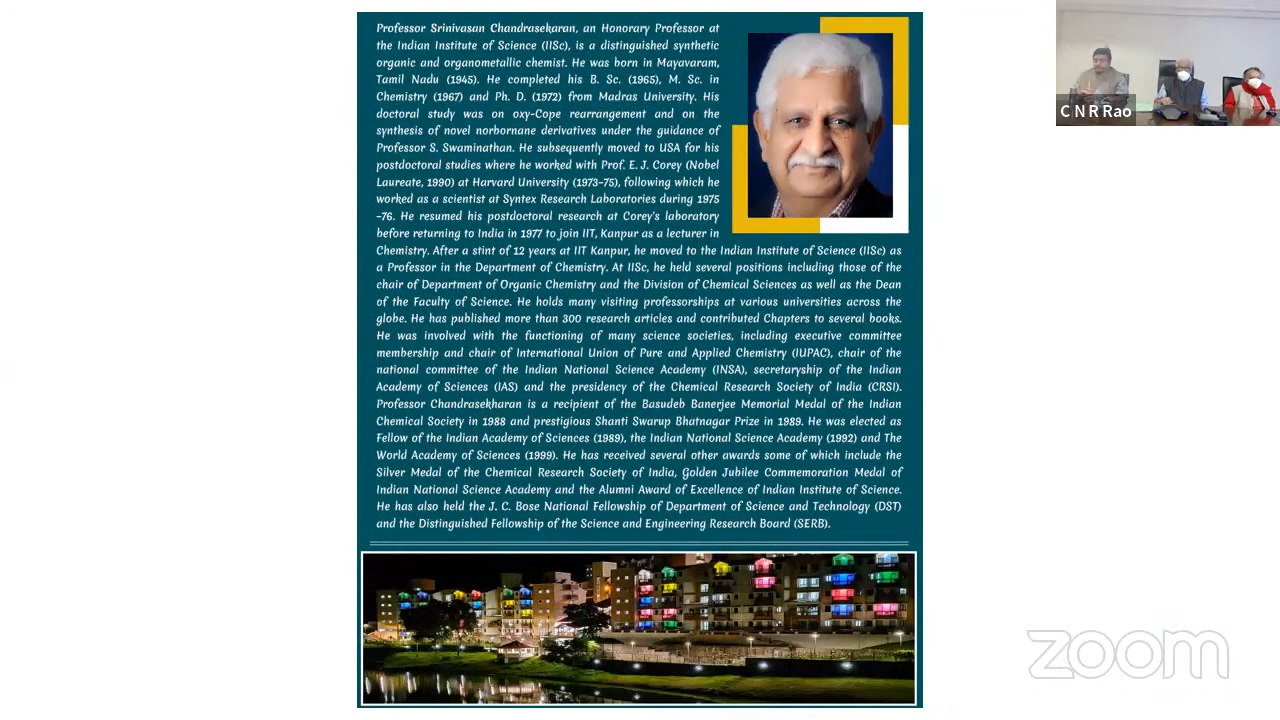 Professor Srinivasan Chandrasekaran, an Honorary Professor at
the Indian Institute of Science (IISc), is a distinguished synthetic
organic and organometallic chemist. He was born in Mayavaram,
Tamil Nadu (1945). He completed his B. Sc. (1965), M. Sc. in
Chemistry (1967) and Ph. D. (1972) from Madras University. His
doctoral study was on oxy-Cope rearrangement and on the
synthesis of novel norbornane derivatives under the guidance of
Professor S. Swaminathan. He subsequently moved to USA for his
postdoctoral studies where he worked with Prof. E. J. Corey (Nobel
Laureate, 1990) at Harvard University (1973–75), following which he
worked as a scientist at Syntex Research Laboratories during 1975
–76. He resumed his postdoctoral research at Corey's laboratory
before returning to India in 1977 to join IIT, Kanpur as a lecturer in
Chemistry. After a stint of 12 years at IIT Kanpur, he moved to the Indian Institute of Science (IISc) as
a Professor in the Department of Chemistry. At IISc, he held several positions including those of the
chair of Department of Organic Chemistry and the Division of Chemical Sciences as well as the Dean
of the Faculty of Science. He holds many visiting professorships at various universities across the
globe. He has published more than 300 research articles and contributed Chapters to several books.
He was involved with the functioning of many science societies, including executive committee
membership and chair of International Union of Pure and Applied Chemistry (IUPAC), chair of the
national committee of the Indian National Science Academy (INSA), secretaryship of the Indian
Academy of Sciences (IAS) and the presidency of the Chemical Research Society of India (CRSI).
Professor Chandrasekharan is a recipient of the Basudeb Banerjee Memorial Medal of the Indian
Chemical Society in 1988 and prestigious Shanti Swarup Bhatnagar Prize in 1989. He was elected as
Fellow of the Indian Academy of Sciences (1989), the Indian National Science Academy (1992) and The
World Academy of Sciences (1999). He has received several other awards some of which include the
Silver Medal of the Chemical Research Society of India, Golden Jubilee Commemoration Medal of
Indian National Science Academy and the Alumni Award of Excellence of Indian Institute of Science.
He has also held the J. C. Bose National Fellowship of Department of Science and Technology (DST)
and the Distinguished Fellowship of the Science and Engineering Research Board (SERB).
C N R Rao
zoom